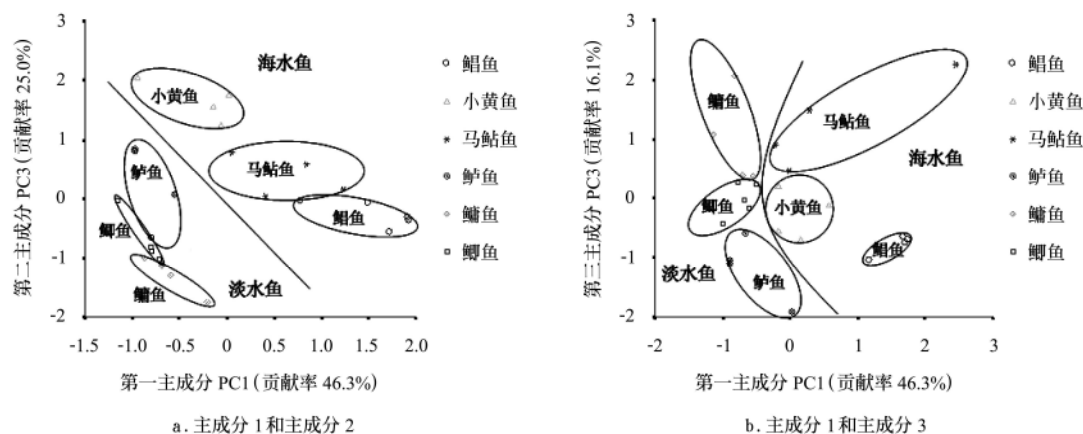 第二主成分 PC3 (贡献率 25.0%)
3
2
1
0
-1
-2
-1.5
-1.0
-0.5
0
0.5
1.0
1.5
2.0
海水鱼
小黄鱼
马鲇鱼
鲈鱼
鲳鱼
鲫鱼
鳙鱼
淡水鱼
鲳鱼
小黄鱼
马鲇鱼
鲈鱼
鳙鱼
鲫鱼
第一主成分 PC1 (贡献率 46.3%)
a. 主成分 1 和主成分 2
第三主成分 PC3 (贡献率 16.1%)
3
2
1
0
-1
-2
-2
-1
0
1
2
3
鳙鱼
马鲇鱼
海水鱼
鲫鱼
小黄鱼
鲳鱼
淡水鱼
鲈鱼
鲳鱼
小黄鱼
马鲇鱼
鲈鱼
鳙鱼
鲫鱼
第一主成分 PC1 (贡献率 46.3%)
b. 主成分 1 和主成分 3